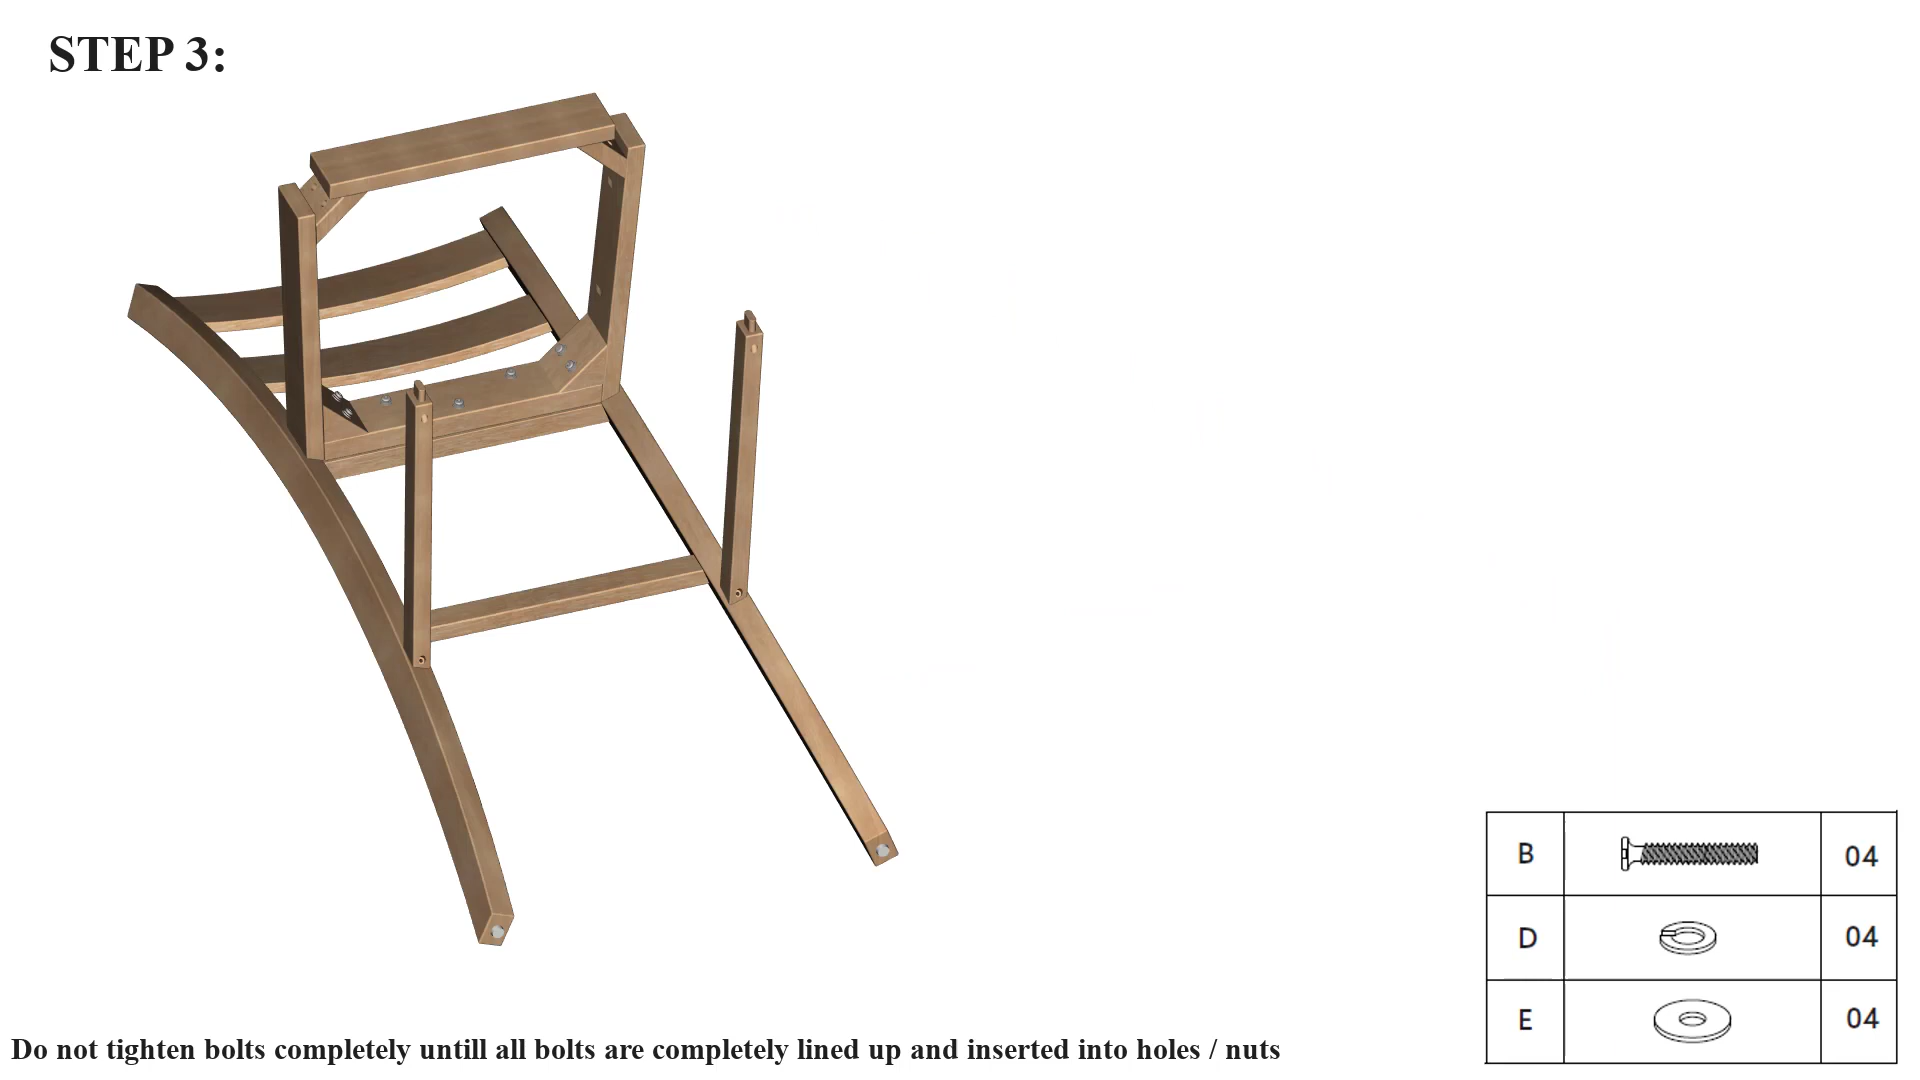 STEP 3:
B 04
D 04
E 04
Do not tighten bolts completely untill all bolts are completely lined up and inserted into holes / nuts